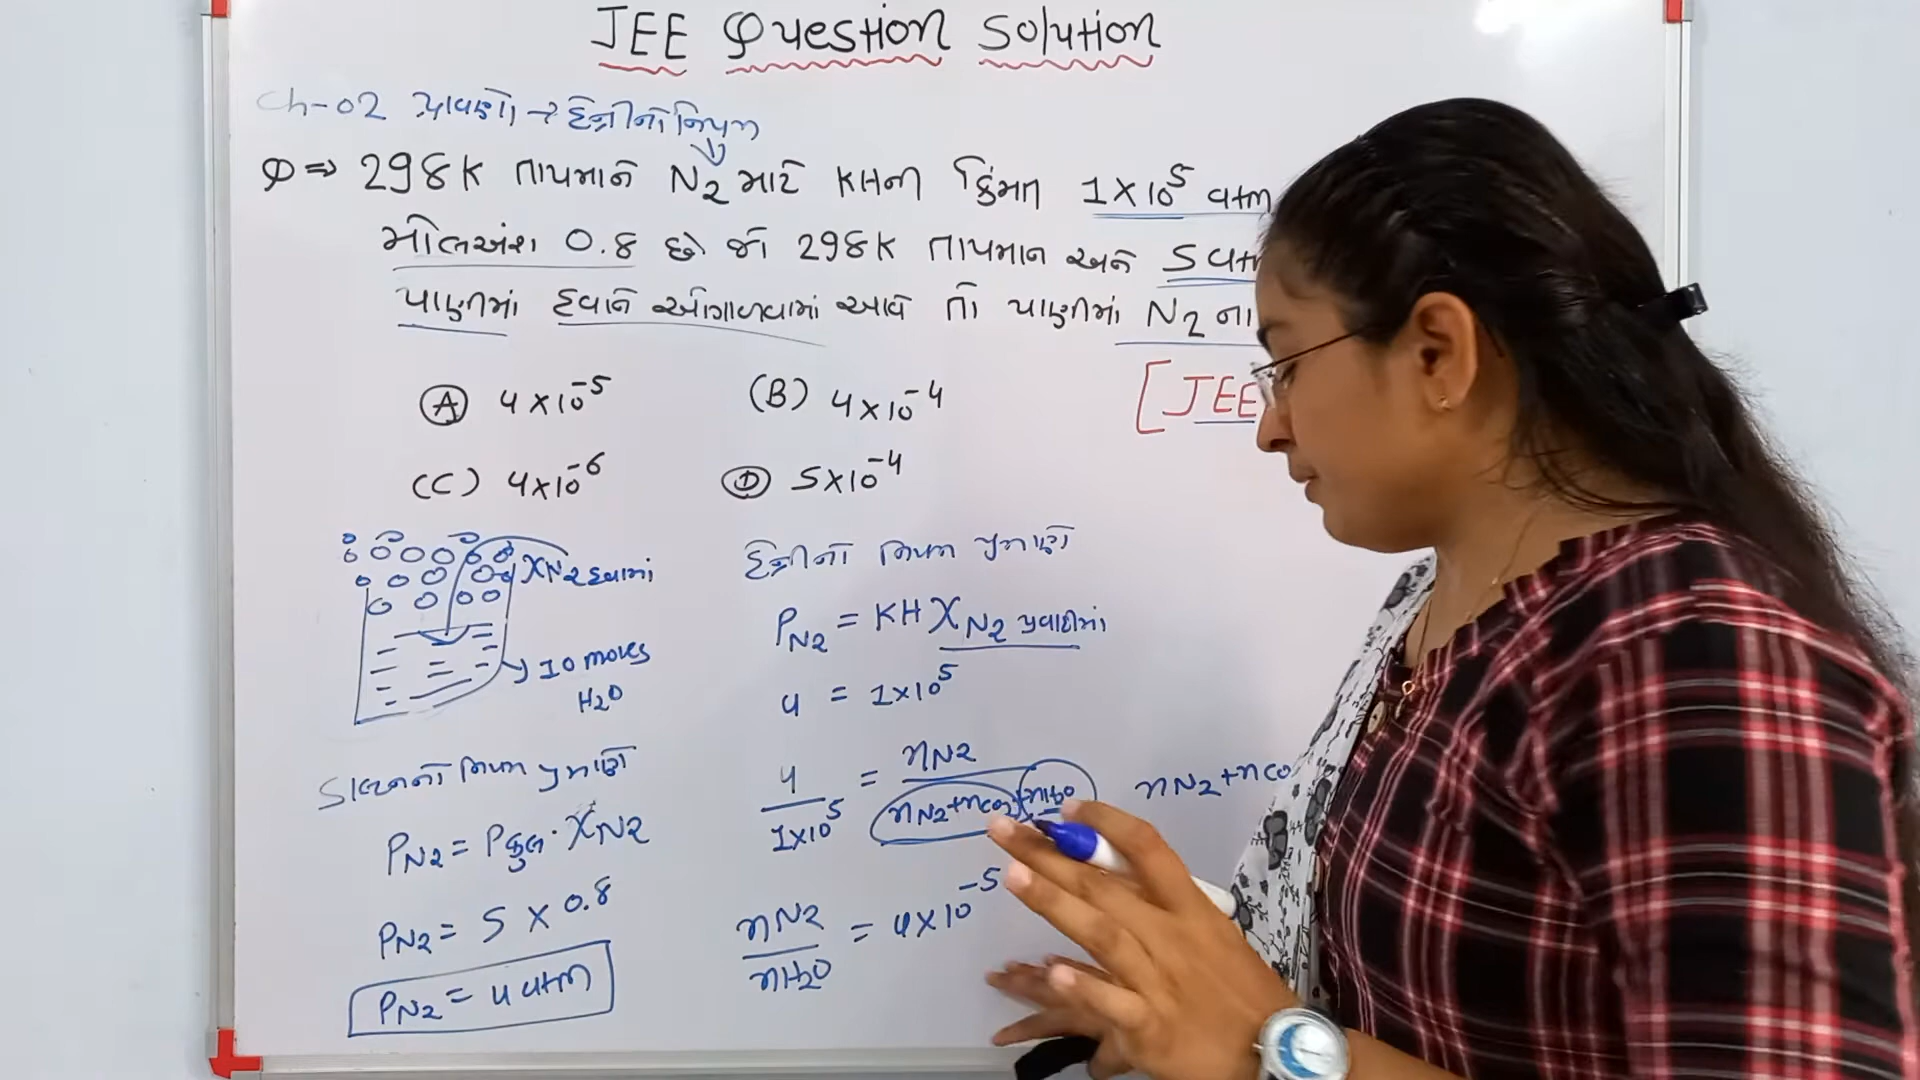 JEE Question Solution
Ch-02 દ્રાવણો → હેન્રીનો નિયમ
Q ⇒ 298K તાપમાને N2 માટે KHની કિંમત 1×10^5 atm
મોલઅંશ 0.8 છે જો 298K તાપમાન અને 5 atm
પાણીમાં હવાને ઓગાળવામાં આવે તો પાણીમાં N2 ના
[JEE
(A) 4×10^-5
(B) 4×10^-4
(C) 4×10^-6
(D) 5×10^-4
XN2 હવામાં
10 moles
H2O
ડાલ્ટનના નિયમ પ્રમાણે
PN2 = Pકુલ · XN2
PN2 = 5 × 0.8
PN2 = 4 atm
હેન્રીના નિયમ પ્રમાણે
PN2 = KH XN2 પ્રવાહીમાં
4 = 1×10^5
4 / 1×10^5 = nN2 / nN2+nCO2+nH2O
nN2+nCO
nN2 / nH2O = 4×10^-5